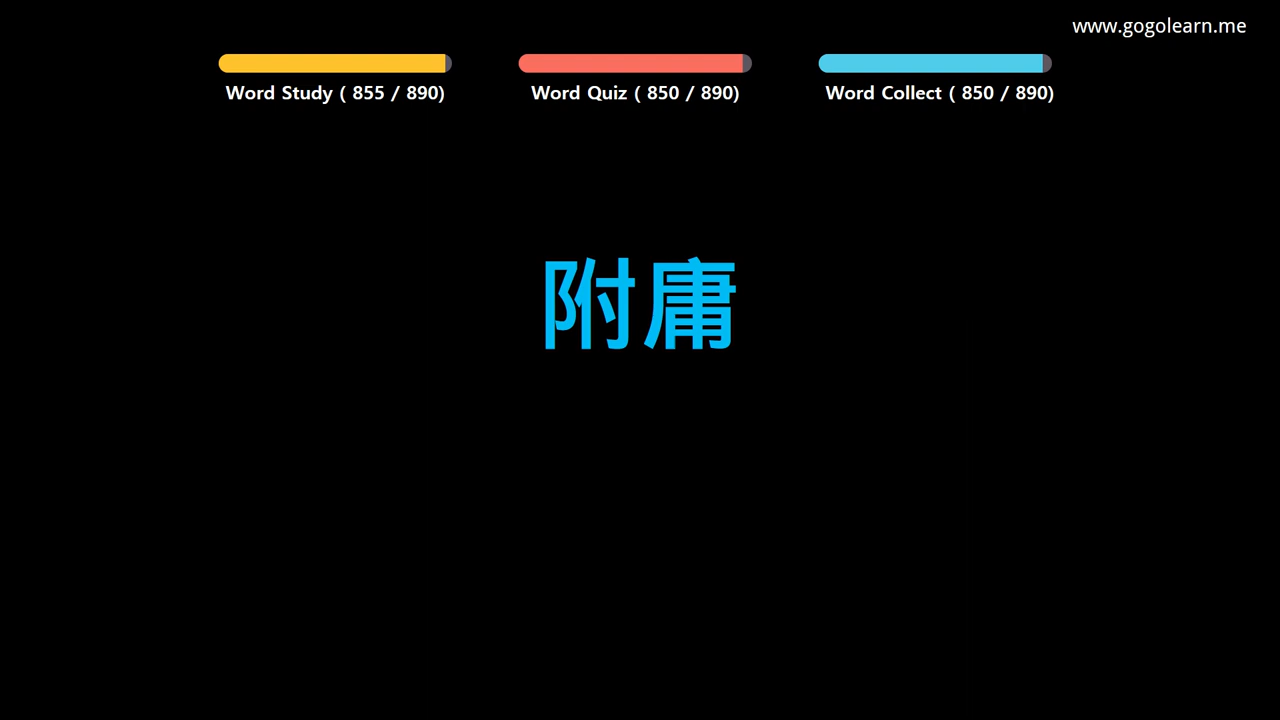 www.gogolearn.me
Word Study ( 855 / 890)
Word Quiz ( 850 / 890)
Word Collect ( 850 / 890)
附庸